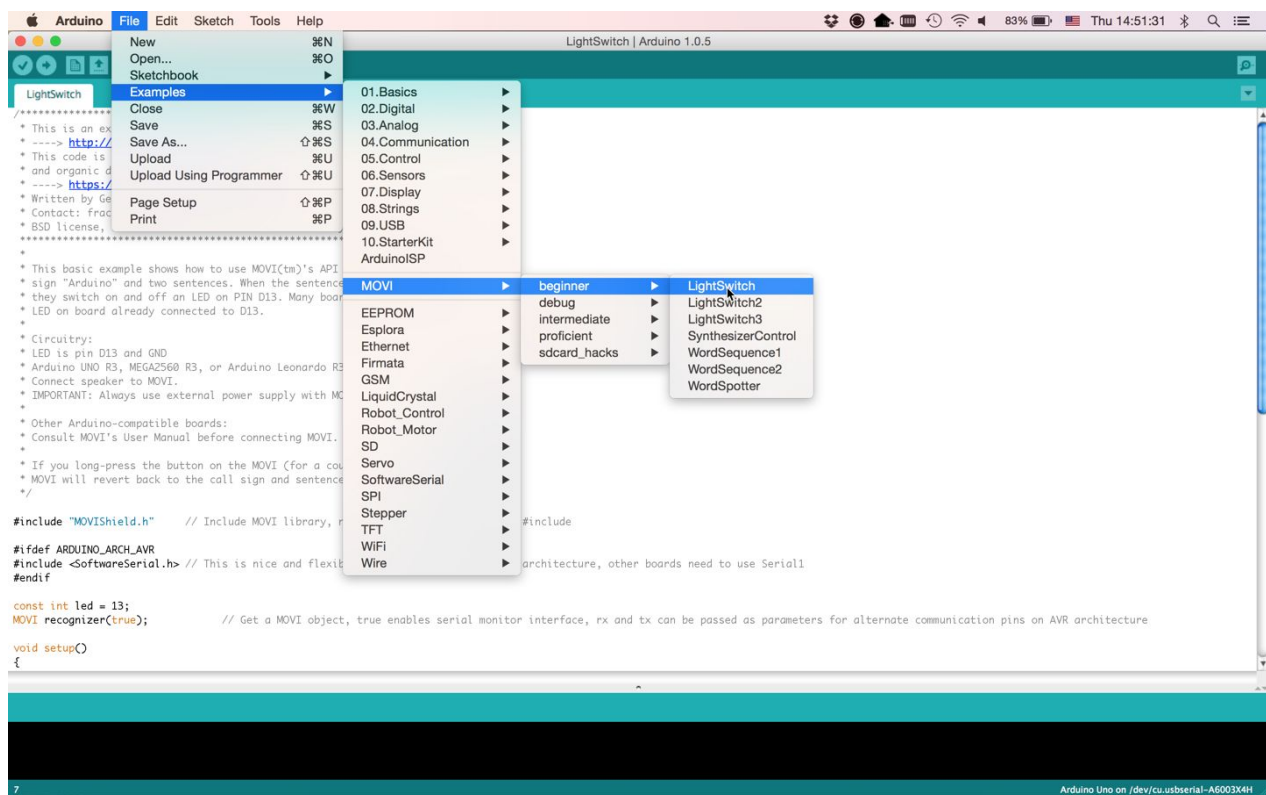 Arduino File Edit Sketch Tools Help 83% Thu 14:51:31
LightSwitch | Arduino 1.0.5
New ⌘N
Open... ⌘O
Sketchbook
Examples
Close ⌘W
Save ⌘S
Save As... ⇧⌘S
Upload ⌘U
Upload Using Programmer ⇧⌘U
Page Setup ⇧⌘P
Print ⌘P
01.Basics
02.Digital
03.Analog
04.Communication
05.Control
06.Sensors
07.Display
08.Strings
09.USB
10.StarterKit
ArduinoISP
MOVI
EEPROM
Esplora
Ethernet
Firmata
GSM
LiquidCrystal
Robot_Control
Robot_Motor
SD
Servo
SoftwareSerial
SPI
Stepper
TFT
WiFi
Wire
beginner
debug
intermediate
proficient
sdcard_hacks
LightSwitch
LightSwitch2
LightSwitch3
SynthesizerControl
WordSequence1
WordSequence2
WordSpotter
LightSwitch
/****************
* This is an ex
* ----> http://
* This code is
* and organic d
* ----> https:/
* Written by Ge
* Contact: frac
* BSD license,
*
* This basic example shows how to use MOVI(tm)'s API
* sign "Arduino" and two sentences. When the sentence
* they switch on and off an LED on PIN D13. Many boar
* LED on board already connected to D13.
*
* Circuitry:
* LED is pin D13 and GND
* Arduino UNO R3, MEGA2560 R3, or Arduino Leonardo R3
* Connect speaker to MOVI.
* IMPORTANT: Always use external power supply with MO
*
* Other Arduino-compatible boards:
* Consult MOVI's User Manual before connecting MOVI.
*
* If you long-press the button on the MOVI (for a cou
* MOVI will revert back to the call sign and sentence
*/
#include "MOVIShield.h" // Include MOVI library, #include
#ifdef ARDUINO_ARCH_AVR
#include <SoftwareSerial.h> // This is nice and flexib architecture, other boards need to use Serial1
#endif
const int led = 13;
MOVI recognizer(true); // Get a MOVI object, true enables serial monitor interface, rx and tx can be passed as parameters for alternate communication pins on AVR architecture
void setup()
{
7 Arduino Uno on /dev/cu.usbserial-A6003X4H